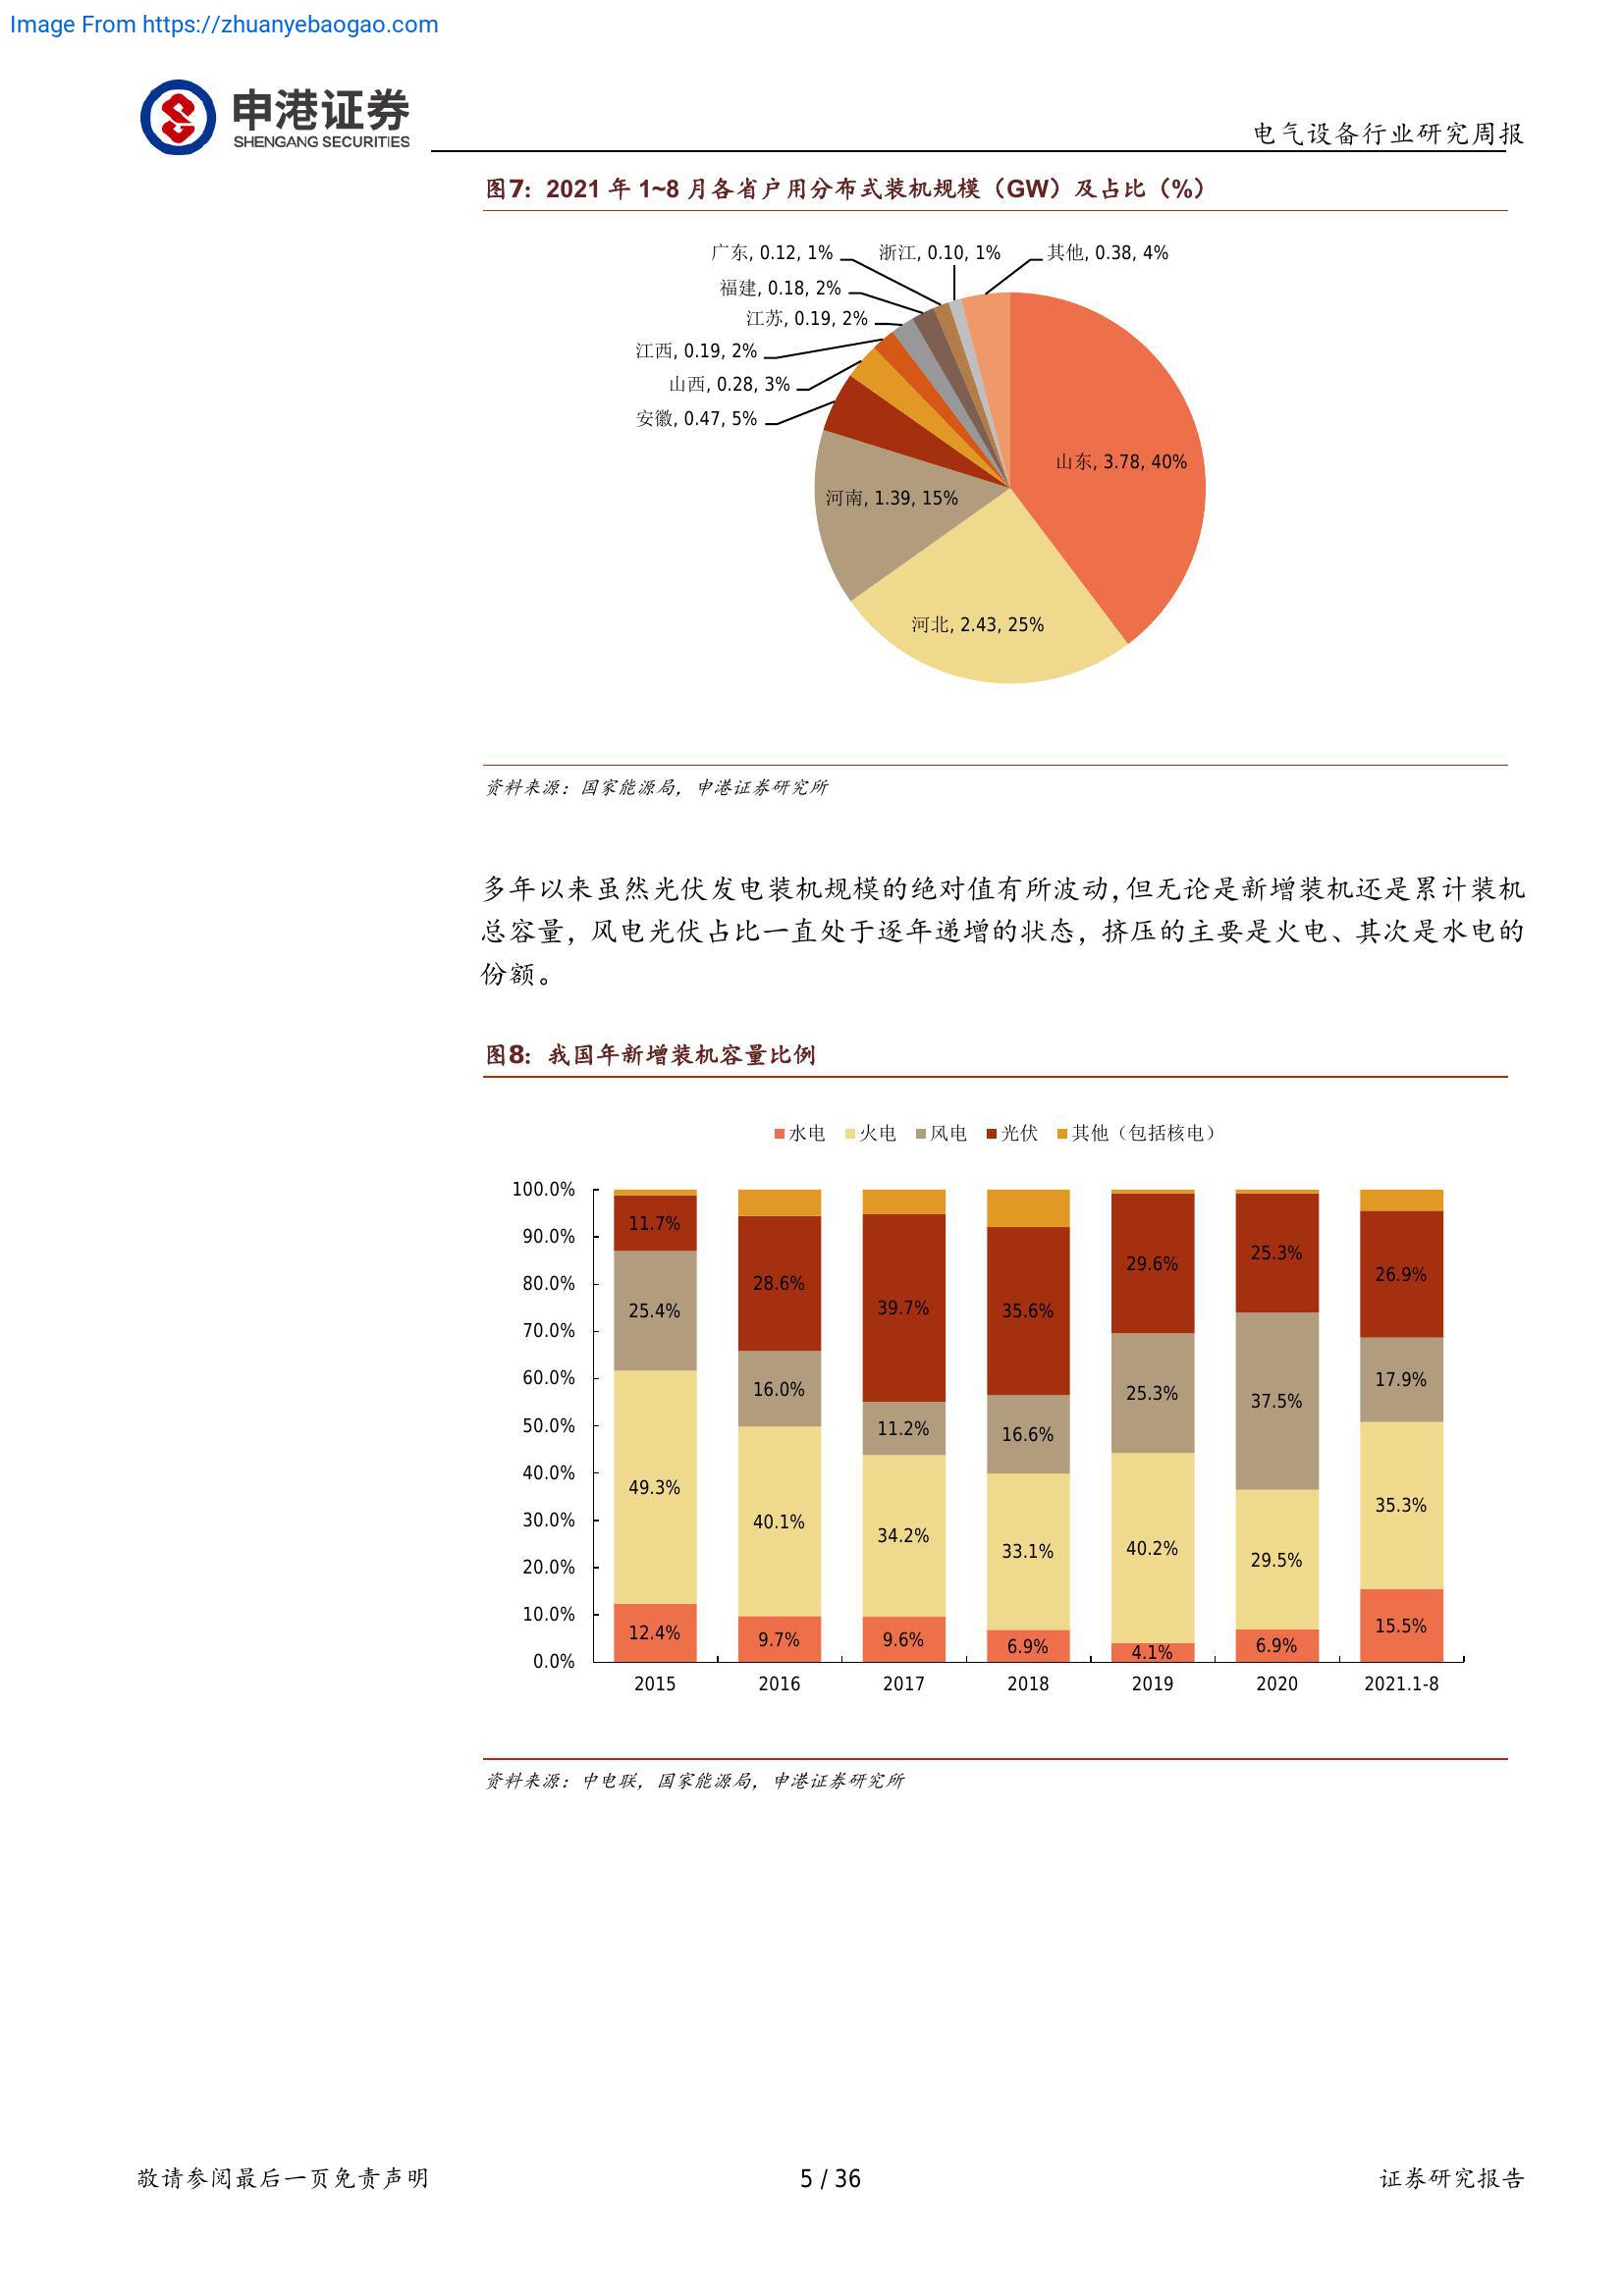 Image From https://zhuanyebaogao.com
申港证券
SHENGANG SECURITIES
电气设备行业研究周报
图7: 2021 年 1~8 月各省户用分布式装机规模（GW）及占比（%）
广东, 0.12, 1%
浙江, 0.10, 1%
其他, 0.38, 4%
福建, 0.18, 2%
江苏, 0.19, 2%
江西, 0.19, 2%
山西, 0.28, 3%
安徽, 0.47, 5%
山东, 3.78, 40%
河南, 1.39, 15%
河北, 2.43, 25%
资料来源：国家能源局，申港证券研究所
多年以来虽然光伏发电装机规模的绝对值有所波动，但无论是新增装机还是累计装机
总容量，风电光伏占比一直处于逐年递增的状态，挤压的主要是火电、其次是水电的
份额。
图8: 我国年新增装机容量比例
水电 火电 风电 光伏 其他（包括核电）
100.0%
90.0%
80.0%
70.0%
60.0%
50.0%
40.0%
30.0%
20.0%
10.0%
0.0%
11.7%
25.4%
49.3%
12.4%
28.6%
16.0%
40.1%
9.7%
39.7%
11.2%
34.2%
9.6%
35.6%
16.6%
33.1%
6.9%
29.6%
25.3%
40.2%
4.1%
25.3%
37.5%
29.5%
6.9%
26.9%
17.9%
35.3%
15.5%
2015 2016 2017 2018 2019 2020 2021.1-8
资料来源：中电联，国家能源局，申港证券研究所
敬请参阅最后一页免责声明
5 / 36
证券研究报告